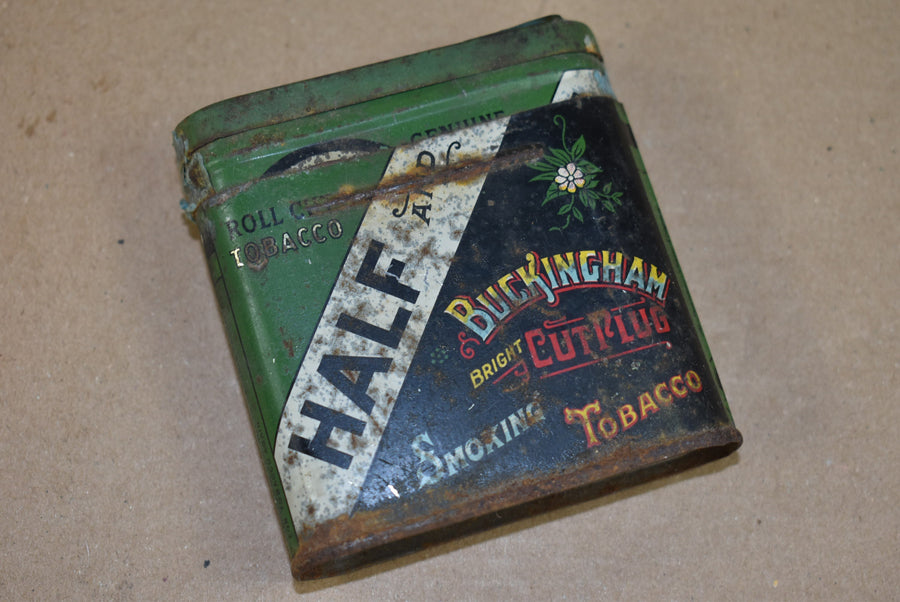 GENUINE
ROLL
TOBACCO
HALF
AND
BUCKINGHAM
BRIGHT CUT PLUG
SMOKING TOBACCO